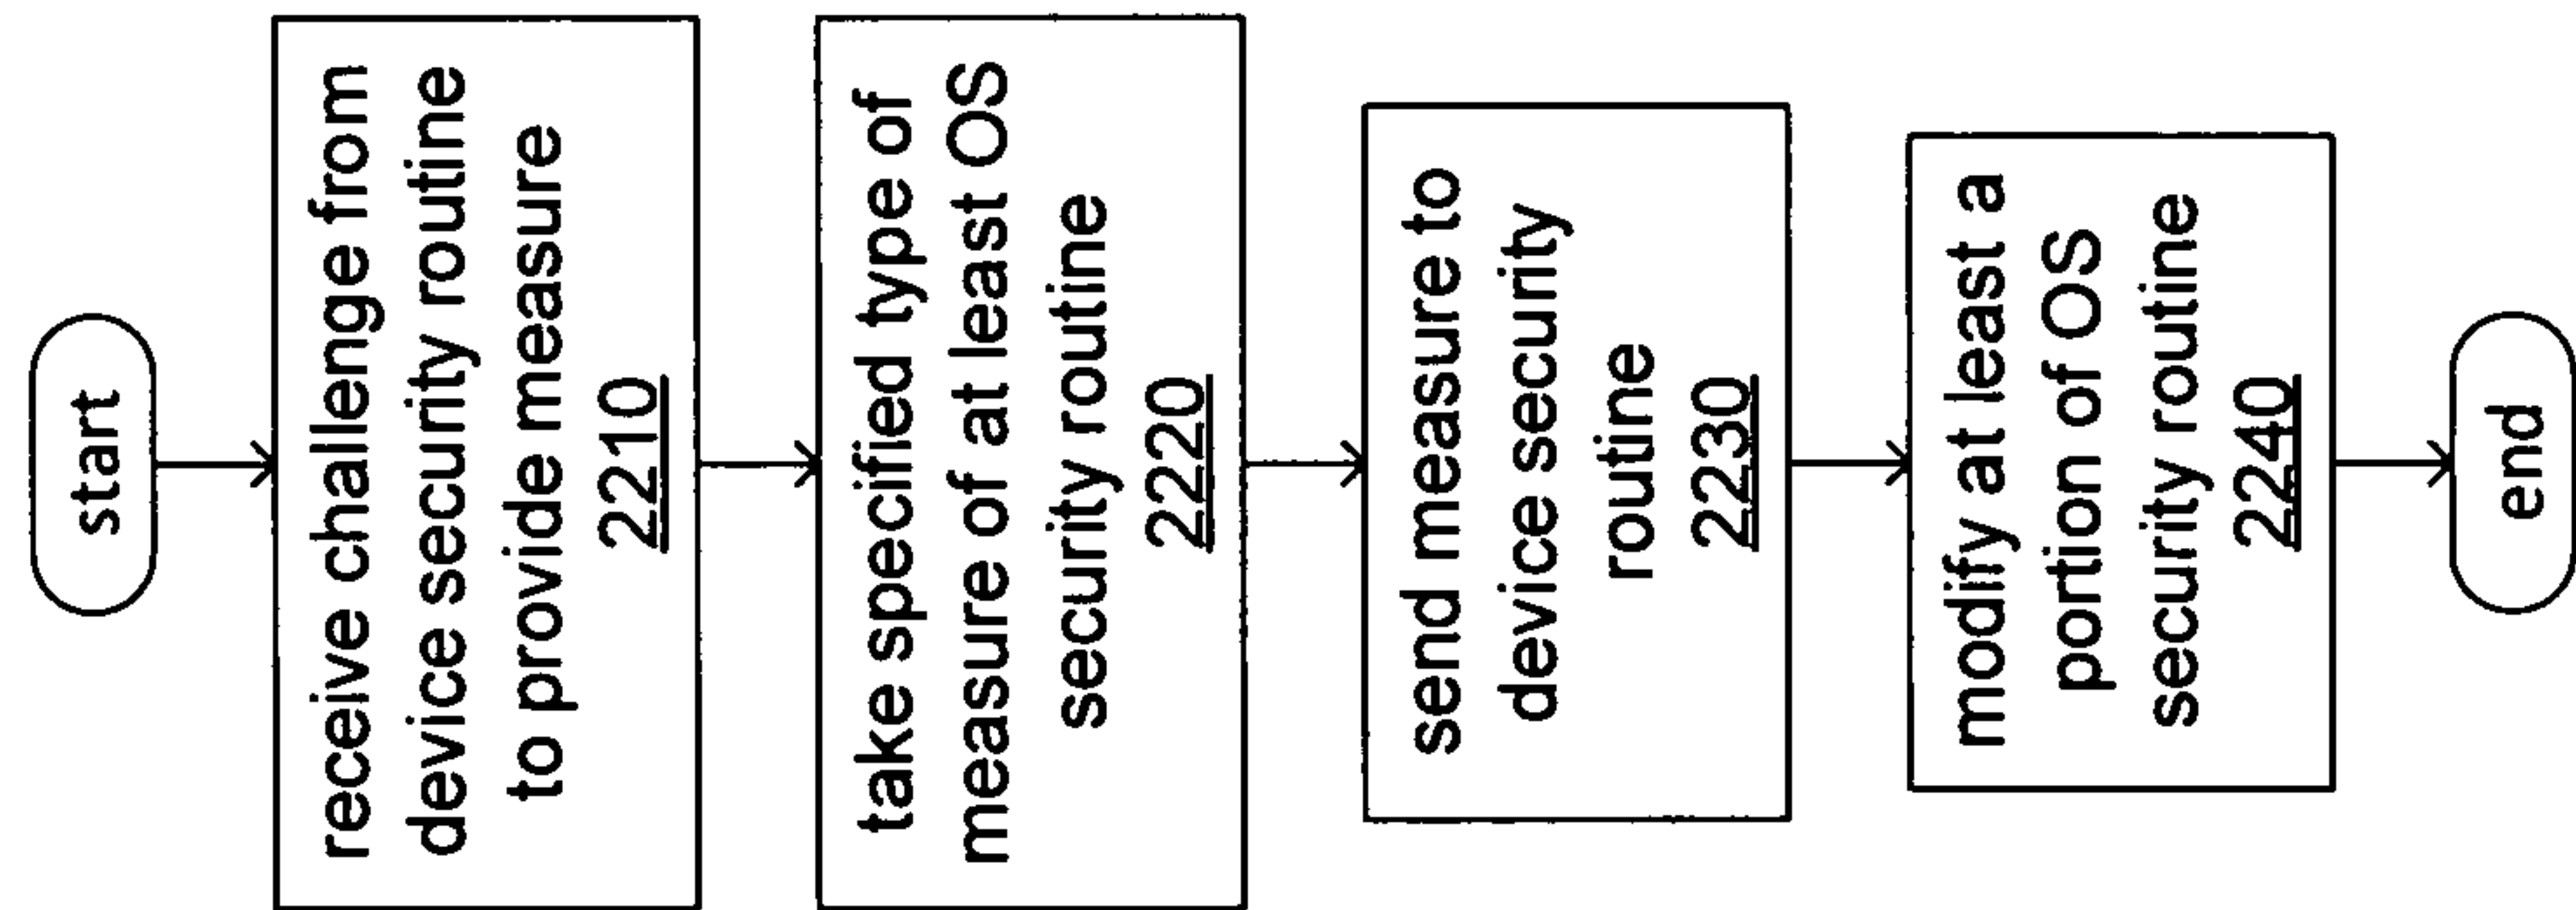 start
receive challenge from
device security routine
to provide measure
2210
take specified type of
measure of at least OS
security routine
2220
send measure to
device security
routine
2230
modify at least a
portion of OS
security routine
2240
end